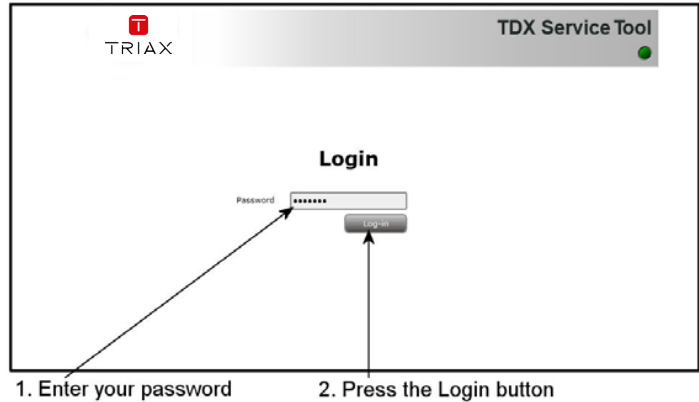 T
TRIAX
TDX Service Tool
Login
Password
Log-in
1. Enter your password
2. Press the Login button